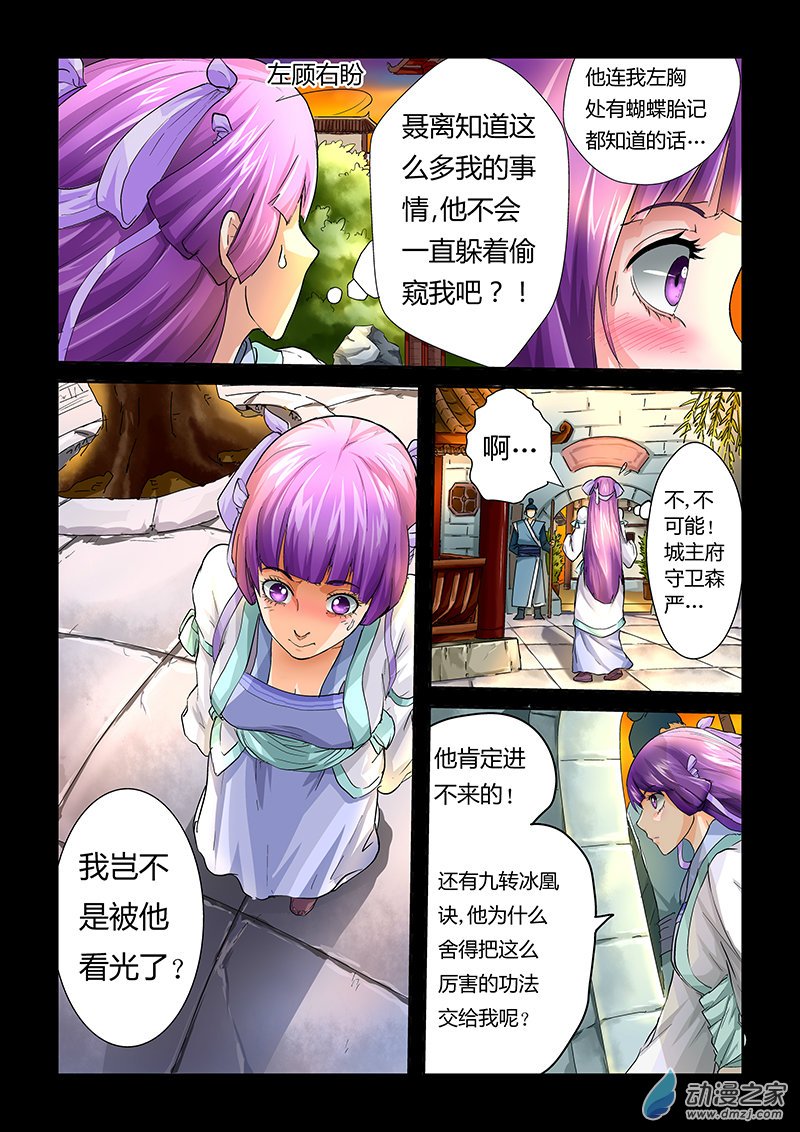 左顾右盼
聂离知道这
么多我的事
情,他不会
一直躲着偷
窥我吧？！
他连我左胸
处有蝴蝶胎记
都知道的话…
我岂不
是被他
看光了？
啊…
不,不
可能！
城主府
守卫森
严…
他肯定进
不来的！
还有九转冰凰
诀,他为什么
舍得把这么
厉害的功法
交给我呢？
动漫之家
www.dmzj.com